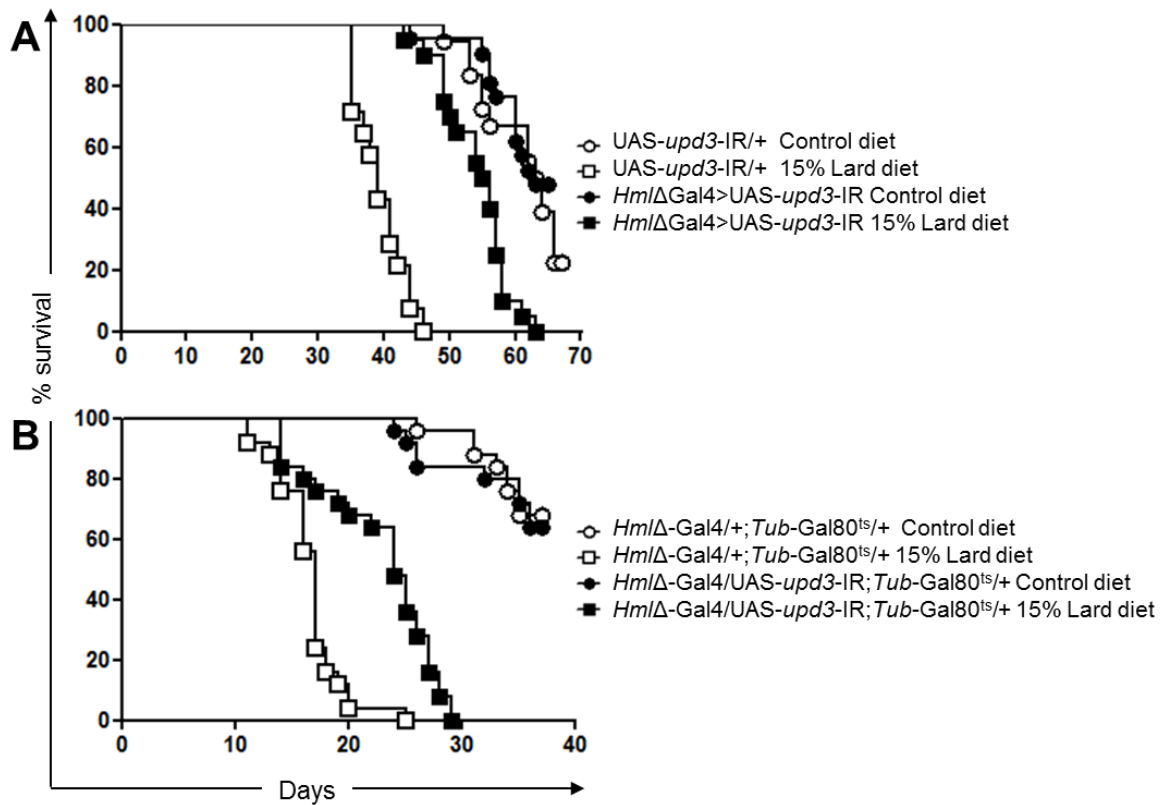 A
100
80
60
40
20
0
0 10 20 30 40 50 60 70
UAS-upd3-IR/+ Control diet
UAS-upd3-IR/+ 15% Lard diet
HmlΔGal4>UAS-upd3-IR Control diet
HmlΔGal4>UAS-upd3-IR 15% Lard diet
% survival
B
100
80
60
40
20
0
0 10 20 30 40
HmlΔ-Gal4/+;Tub-Gal80ts/+ Control diet
HmlΔ-Gal4/+;Tub-Gal80ts/+ 15% Lard diet
HmlΔ-Gal4/UAS-upd3-IR;Tub-Gal80ts/+ Control diet
HmlΔ-Gal4/UAS-upd3-IR;Tub-Gal80ts/+ 15% Lard diet
Days